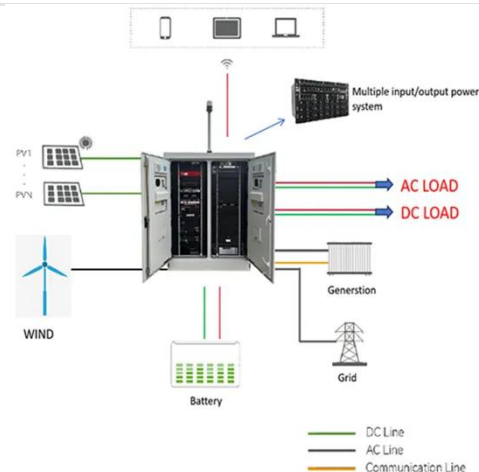 Multiple input/output power
system
PV1
PVN
AC LOAD
DC LOAD
WIND
Generstion
Grid
Battery
DC Line
AC Line
Communication Line